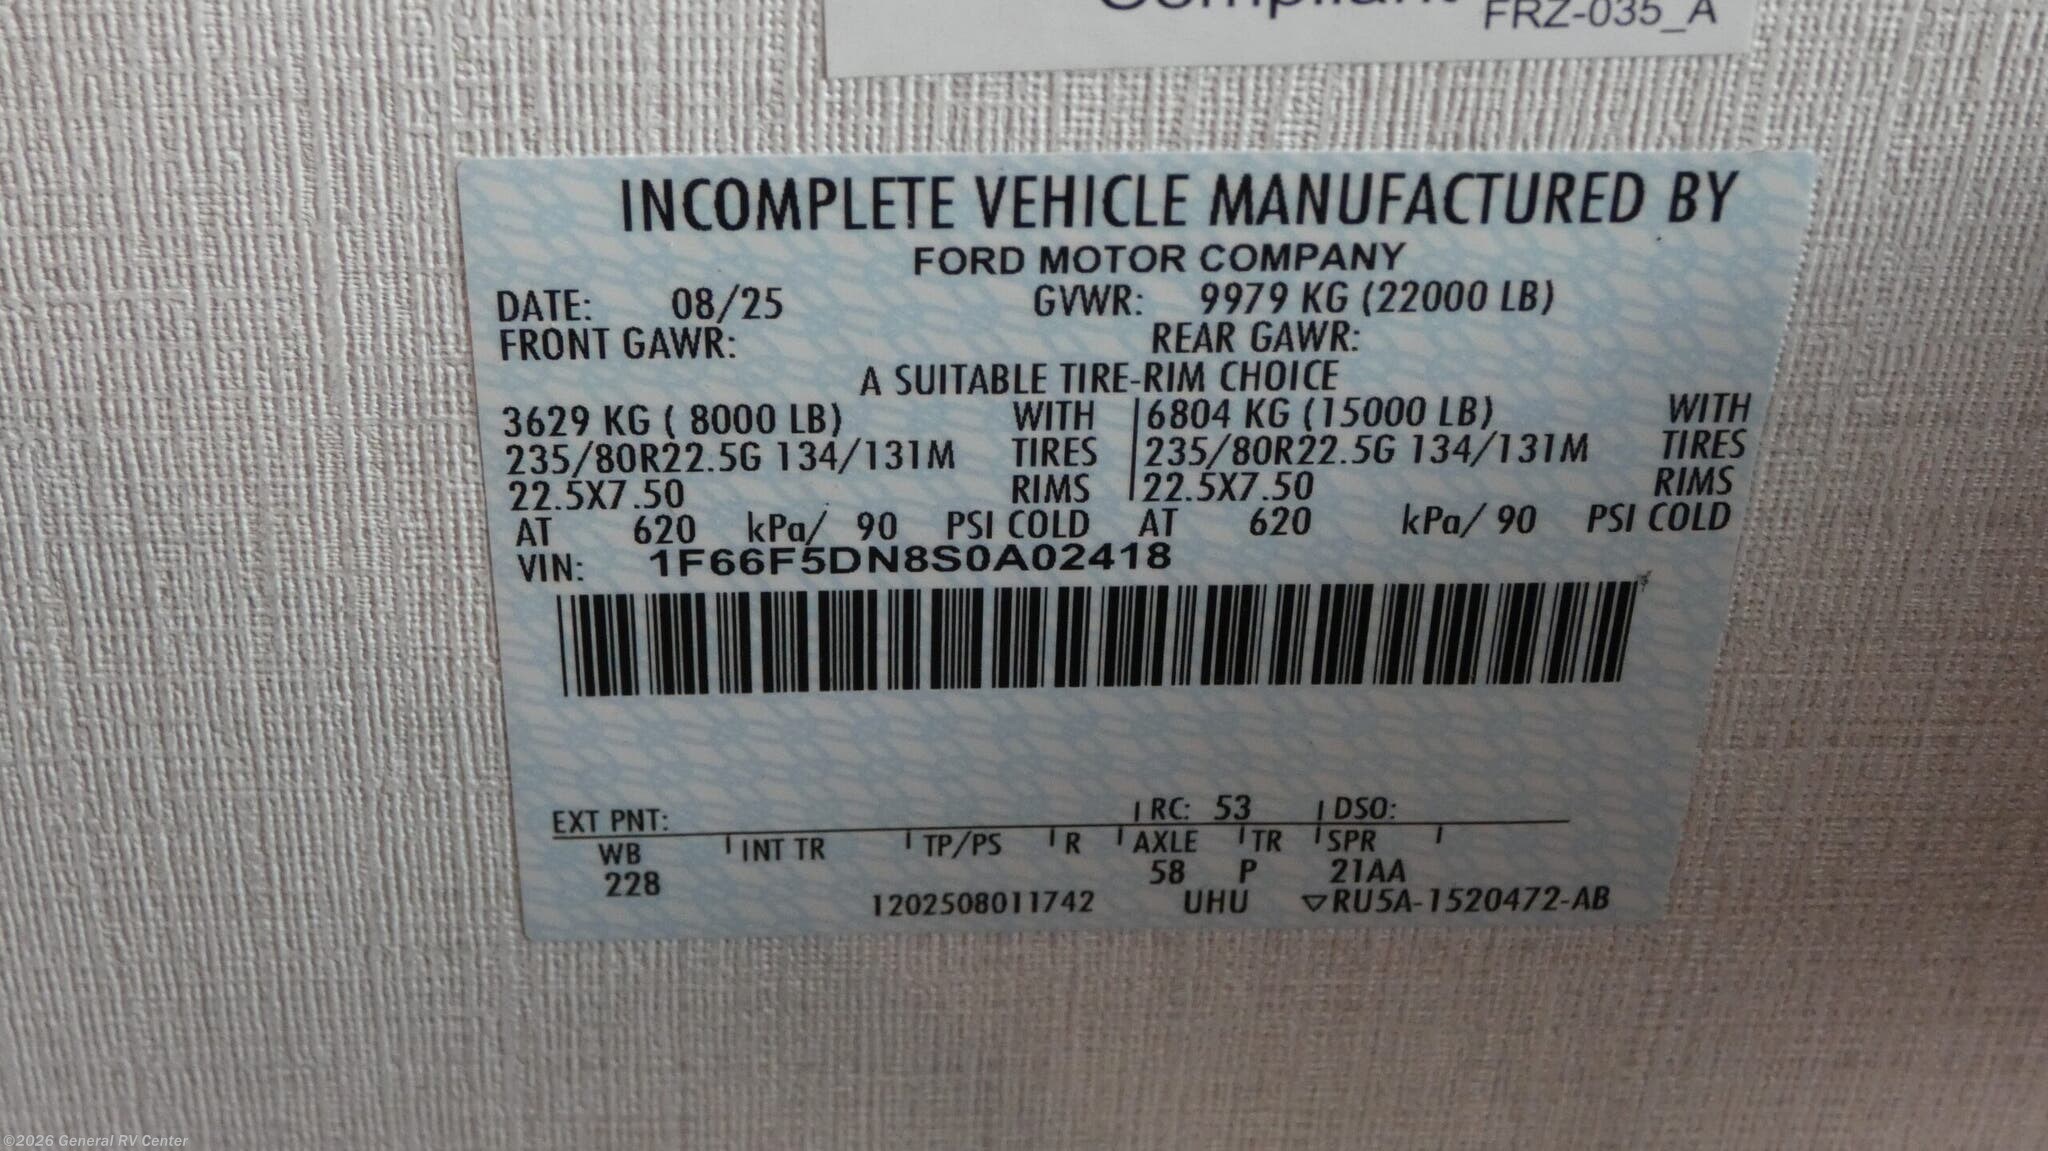 FRZ-035_A
INCOMPLETE VEHICLE MANUFACTURED BY
FORD MOTOR COMPANY
DATE: 08/25 GVWR: 9979 KG (22000 LB)
FRONT GAWR: REAR GAWR:
A SUITABLE TIRE-RIM CHOICE
3629 KG ( 8000 LB) WITH 6804 KG (15000 LB) WITH
235/80R22.5G 134/131M TIRES 235/80R22.5G 134/131M TIRES
22.5X7.50 RIMS 22.5X7.50 RIMS
AT 620 kPa/ 90 PSI COLD AT 620 kPa/ 90 PSI COLD
VIN: 1F66F5DN8S0A02418
EXT PNT: RC: 53 DSO:
WB INT TR TP/PS R AXLE TR SPR
228 58 P 21AA
1202508011742 UHU ▽RU5A-1520472-AB
©2026 General RV Center